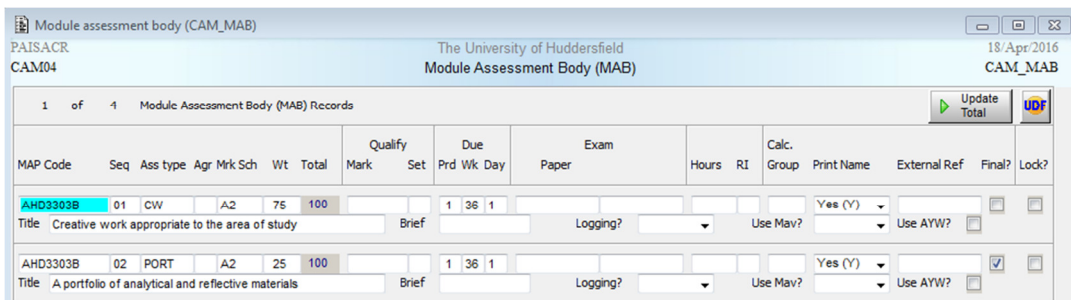 Module assessment body (CAM_MAB)
PAISACR The University of Huddersfield 18/Apr/2016
CAM04 Module Assessment Body (MAB) CAM_MAB
1 of 4 Module Assessment Body (MAB) Records Update Total UDF
Qualify Due Exam Calc.
MAP Code Seq Ass type Agr Mrk Sch Wt Total Mark Set Prd Wk Day Paper Hours RI Group Print Name External Ref Final? Lock?
AHD3303B 01 CW A2 75 100 1 36 1 Yes (Y)
Title Creative work appropriate to the area of study Brief Logging? Use Mav? Use AYW?
AHD3303B 02 PORT A2 25 100 1 36 1 Yes (Y)
Title A portfolio of analytical and reflective materials Brief Logging? Use Mav? Use AYW?